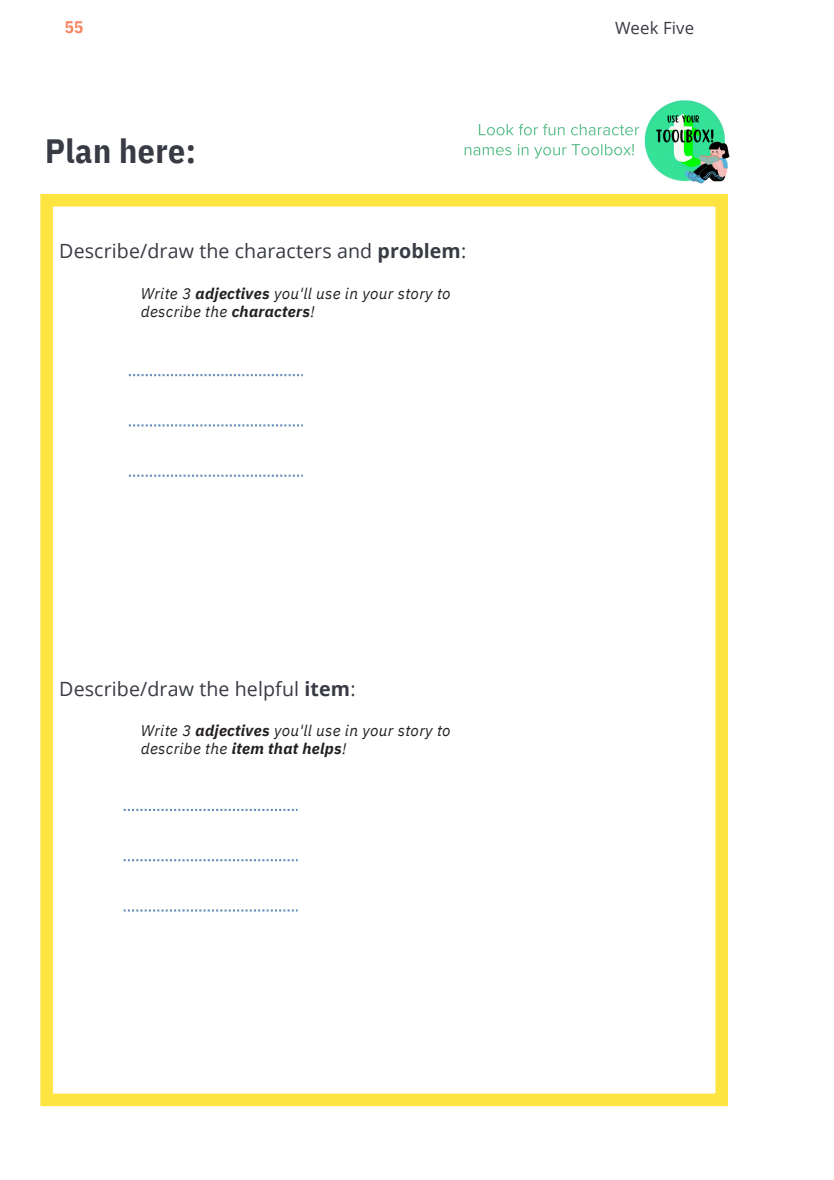 55
Week Five
Look for fun character
names in your Toolbox!
USE YOUR
TOOLBOX!
Plan here:
Describe/draw the characters and problem:
Write 3 adjectives you'll use in your story to
describe the characters!
Describe/draw the helpful item:
Write 3 adjectives you'll use in your story to
describe the item that helps!